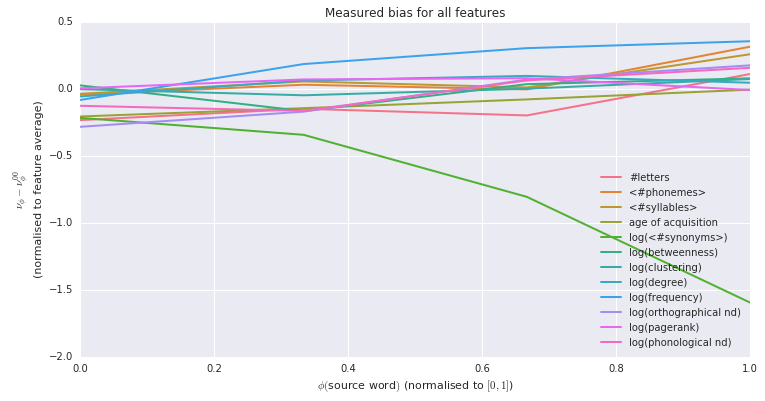 Measured bias for all features
0.5
0.0
−0.5
−1.0
−1.5
−2.0
ν_ϕ − ν_ϕ^00
(normalised to feature average)
#letters
<#phonemes>
<#syllables>
age of acquisition
log(<#synonyms>)
log(betweenness)
log(clustering)
log(degree)
log(frequency)
log(orthographical nd)
log(pagerank)
log(phonological nd)
0.0 0.2 0.4 0.6 0.8 1.0
ϕ(source word) (normalised to [0, 1])